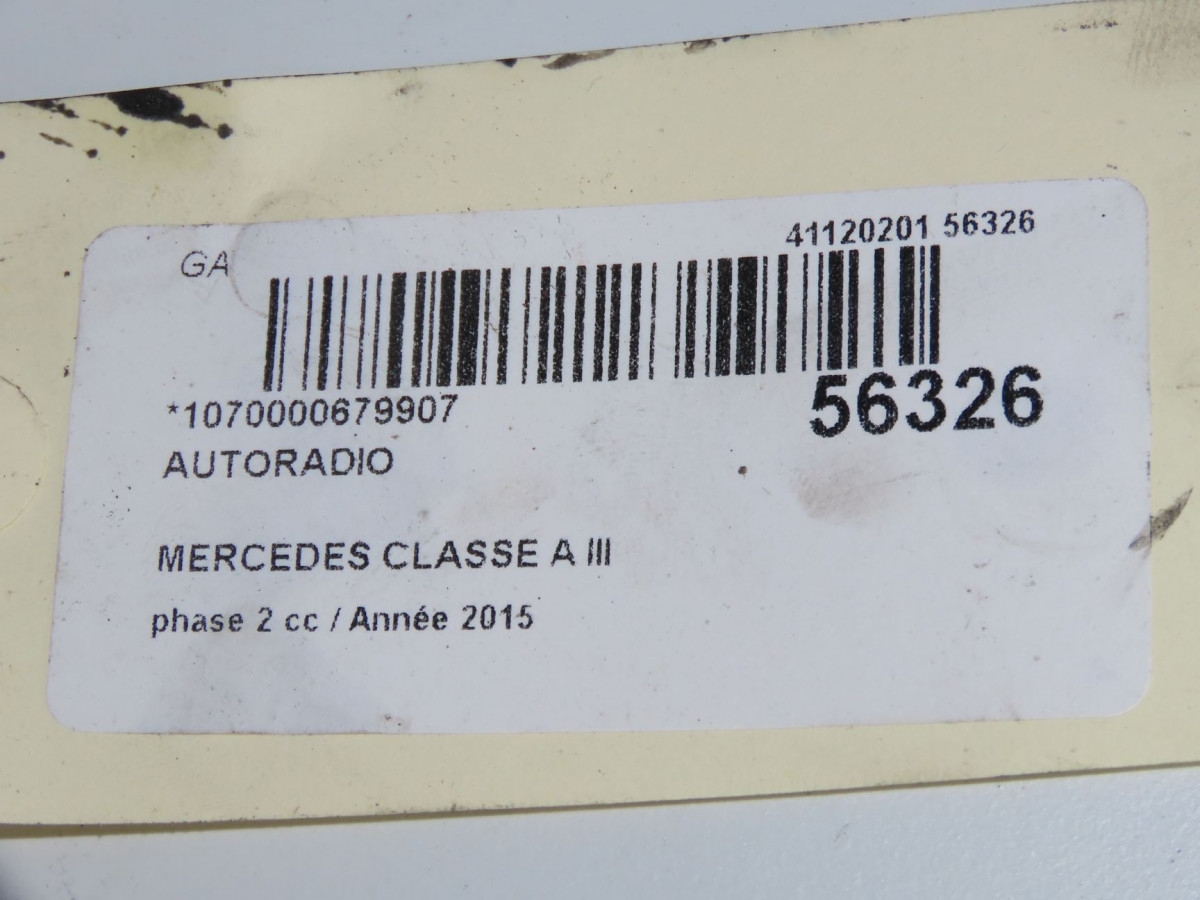 41120201 56326
GA
*1070000679907
56326
AUTORADIO
MERCEDES CLASSE A III
phase 2 cc / Année 2015